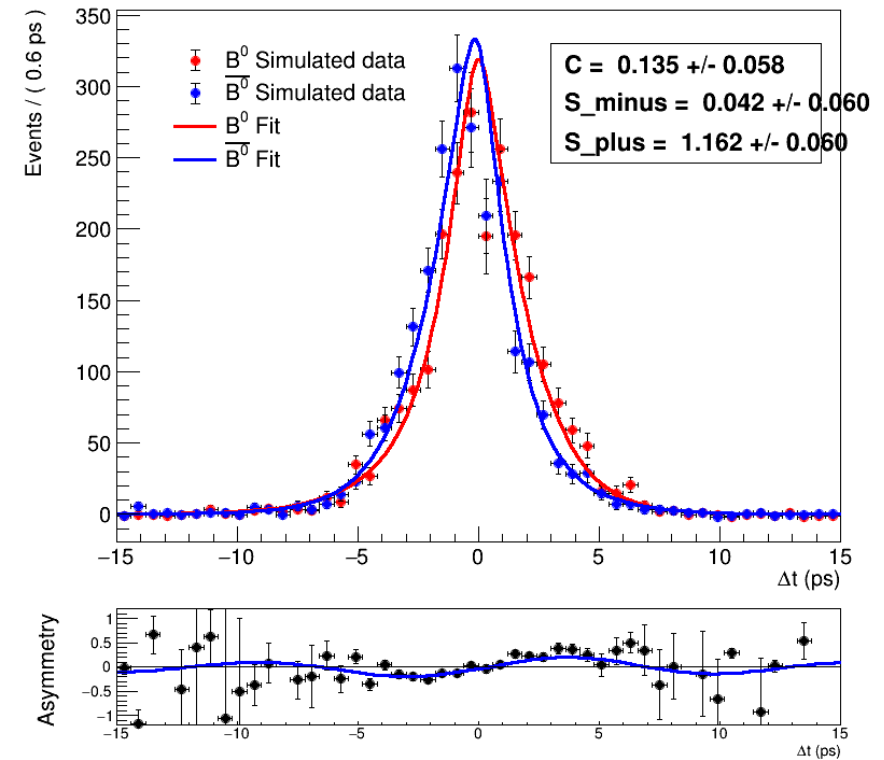 Events / ( 0.6 ps )
350
300
250
200
150
100
50
0
B⁰ Simulated data
B̅⁰ Simulated data
B⁰ Fit
B̅⁰ Fit
C = 0.135 +/- 0.058
S_minus = 0.042 +/- 0.060
S_plus = 1.162 +/- 0.060
−15 −10 −5 0 5 10 15
Δt (ps)
Asymmetry
1
0.5
0
−0.5
−1
−15 −10 −5 0 5 10 15
Δt (ps)